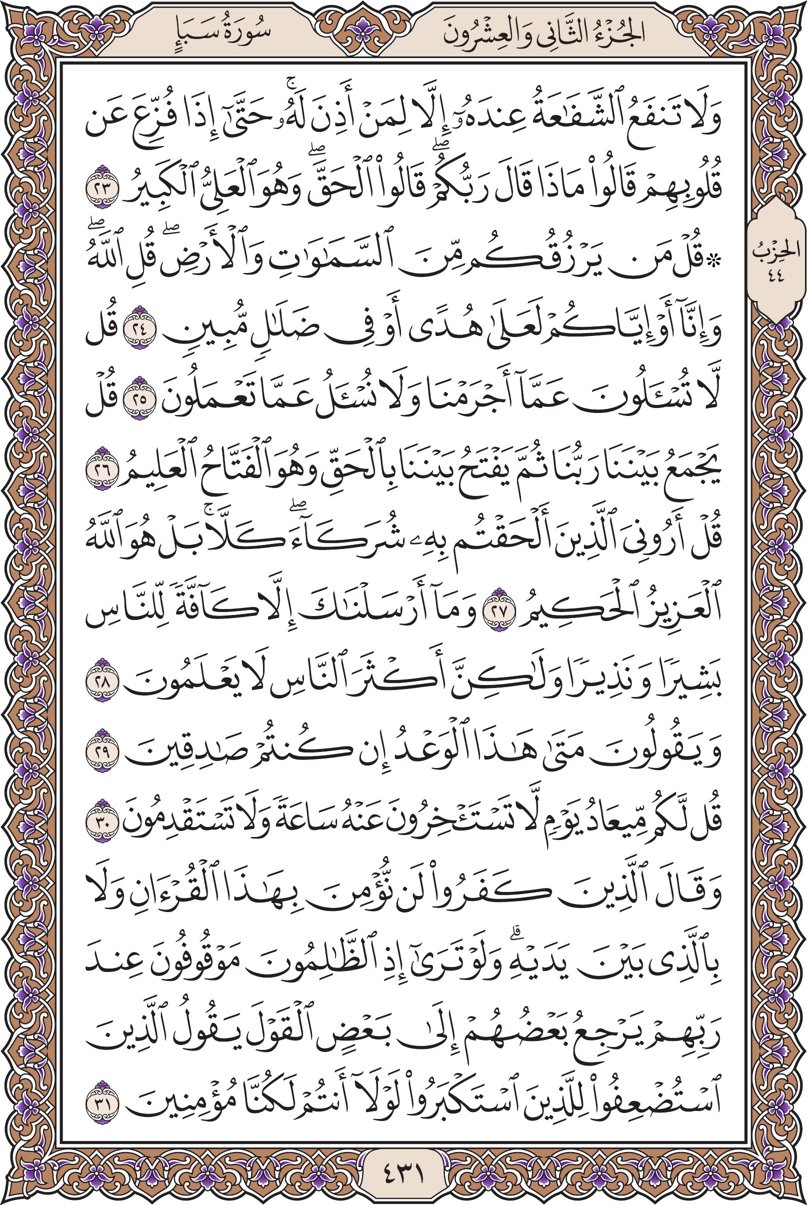 سُورَةُ سَبَإٍ
الجُزْءُ الثَّانِى وَالعِشْرُونَ
وَلَا تَنفَعُ ٱلشَّفَٰعَةُ عِندَهُۥٓ إِلَّا لِمَنْ أَذِنَ لَهُۥۚ حَتَّىٰٓ إِذَا فُزِّعَ عَن
قُلُوبِهِمْ قَالُوا۟ مَاذَا قَالَ رَبُّكُمْۖ قَالُوا۟ ٱلْحَقَّۖ وَهُوَ ٱلْعَلِىُّ ٱلْكَبِيرُ ٢٣
۞ قُلْ مَن يَرْزُقُكُم مِّنَ ٱلسَّمَٰوَٰتِ وَٱلْأَرْضِۖ قُلِ ٱللَّهُۖ
وَإِنَّآ أَوْ إِيَّاكُمْ لَعَلَىٰ هُدًى أَوْ فِى ضَلَٰلٍ مُّبِينٍ ٢٤ قُل
لَّا تُسْـَٔلُونَ عَمَّآ أَجْرَمْنَا وَلَا نُسْـَٔلُ عَمَّا تَعْمَلُونَ ٢٥ قُلْ
يَجْمَعُ بَيْنَنَا رَبُّنَا ثُمَّ يَفْتَحُ بَيْنَنَا بِٱلْحَقِّ وَهُوَ ٱلْفَتَّاحُ ٱلْعَلِيمُ ٢٦
قُلْ أَرُونِىَ ٱلَّذِينَ أَلْحَقْتُم بِهِۦ شُرَكَآءَۖ كَلَّاۚ بَلْ هُوَ ٱللَّهُ
ٱلْعَزِيزُ ٱلْحَكِيمُ ٢٧ وَمَآ أَرْسَلْنَٰكَ إِلَّا كَآفَّةً لِّلنَّاسِ
بَشِيرًا وَنَذِيرًا وَلَٰكِنَّ أَكْثَرَ ٱلنَّاسِ لَا يَعْلَمُونَ ٢٨
وَيَقُولُونَ مَتَىٰ هَٰذَا ٱلْوَعْدُ إِن كُنتُمْ صَٰدِقِينَ ٢٩
قُل لَّكُم مِّيعَادُ يَوْمٍ لَّا تَسْتَـْٔخِرُونَ عَنْهُ سَاعَةً وَلَا تَسْتَقْدِمُونَ ٣٠
وَقَالَ ٱلَّذِينَ كَفَرُوا۟ لَن نُّؤْمِنَ بِهَٰذَا ٱلْقُرْءَانِ وَلَا
بِٱلَّذِى بَيْنَ يَدَيْهِۗ وَلَوْ تَرَىٰٓ إِذِ ٱلظَّٰلِمُونَ مَوْقُوفُونَ عِندَ
رَبِّهِمْ يَرْجِعُ بَعْضُهُمْ إِلَىٰ بَعْضٍ ٱلْقَوْلَ يَقُولُ ٱلَّذِينَ
ٱسْتُضْعِفُوا۟ لِلَّذِينَ ٱسْتَكْبَرُوا۟ لَوْلَآ أَنتُمْ لَكُنَّا مُؤْمِنِينَ ٣١
الحِزْبُ
٤٤
٤٣١